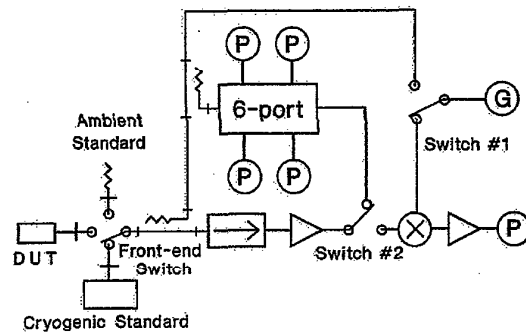 P
P
6-port
G
Ambient
Standard
Switch #1
P
P
DUT
Front-end
Switch
Switch #2
P
Cryogenic Standard